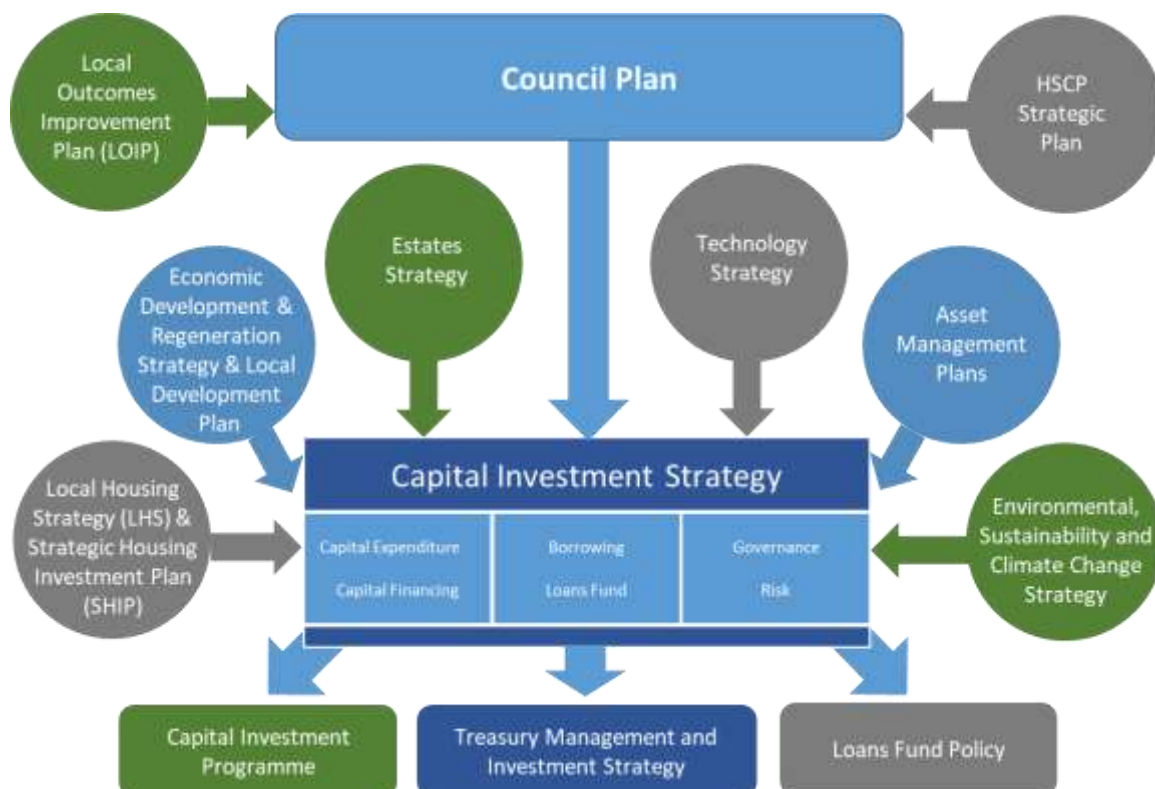 Council Plan
Local
Outcomes
Improvement
Plan (LOIP)
HSCP
Strategic
Plan
Estates
Strategy
Technology
Strategy
Economic
Development &
Regeneration
Strategy & Local
Development
Plan
Asset
Management
Plans
Capital Investment Strategy
Capital Expenditure
Capital Financing
Borrowing
Loans Fund
Governance
Risk
Local Housing
Strategy (LHS) &
Strategic Housing
Investment Plan
(SHIP)
Environmental,
Sustainability and
Climate Change
Strategy
Capital Investment
Programme
Treasury Management and
Investment Strategy
Loans Fund Policy